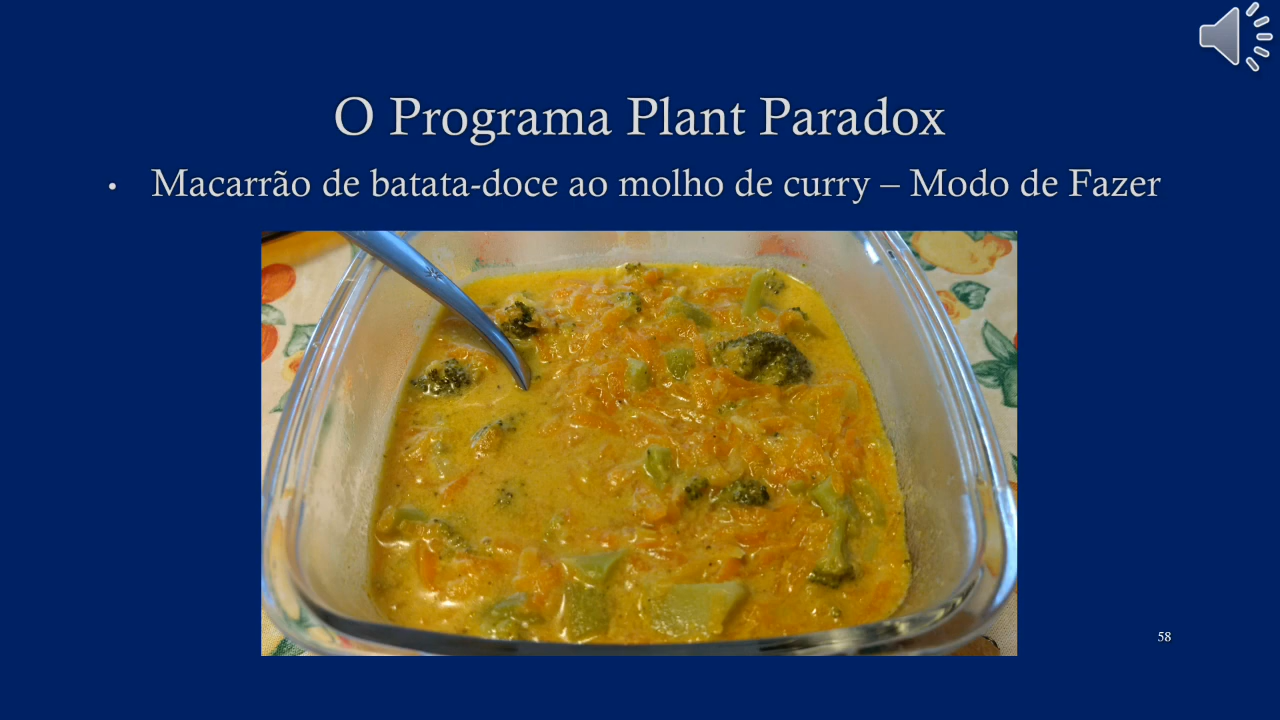 O Programa Plant Paradox
• Macarrão de batata-doce ao molho de curry – Modo de Fazer
58